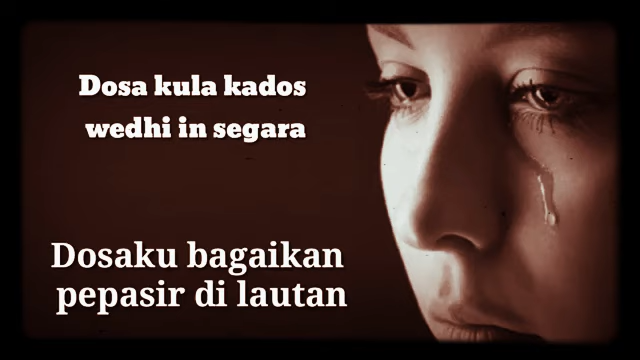 Dosa kula kados
wedhi in segara
Dosaku bagaikan
pepasir di lautan